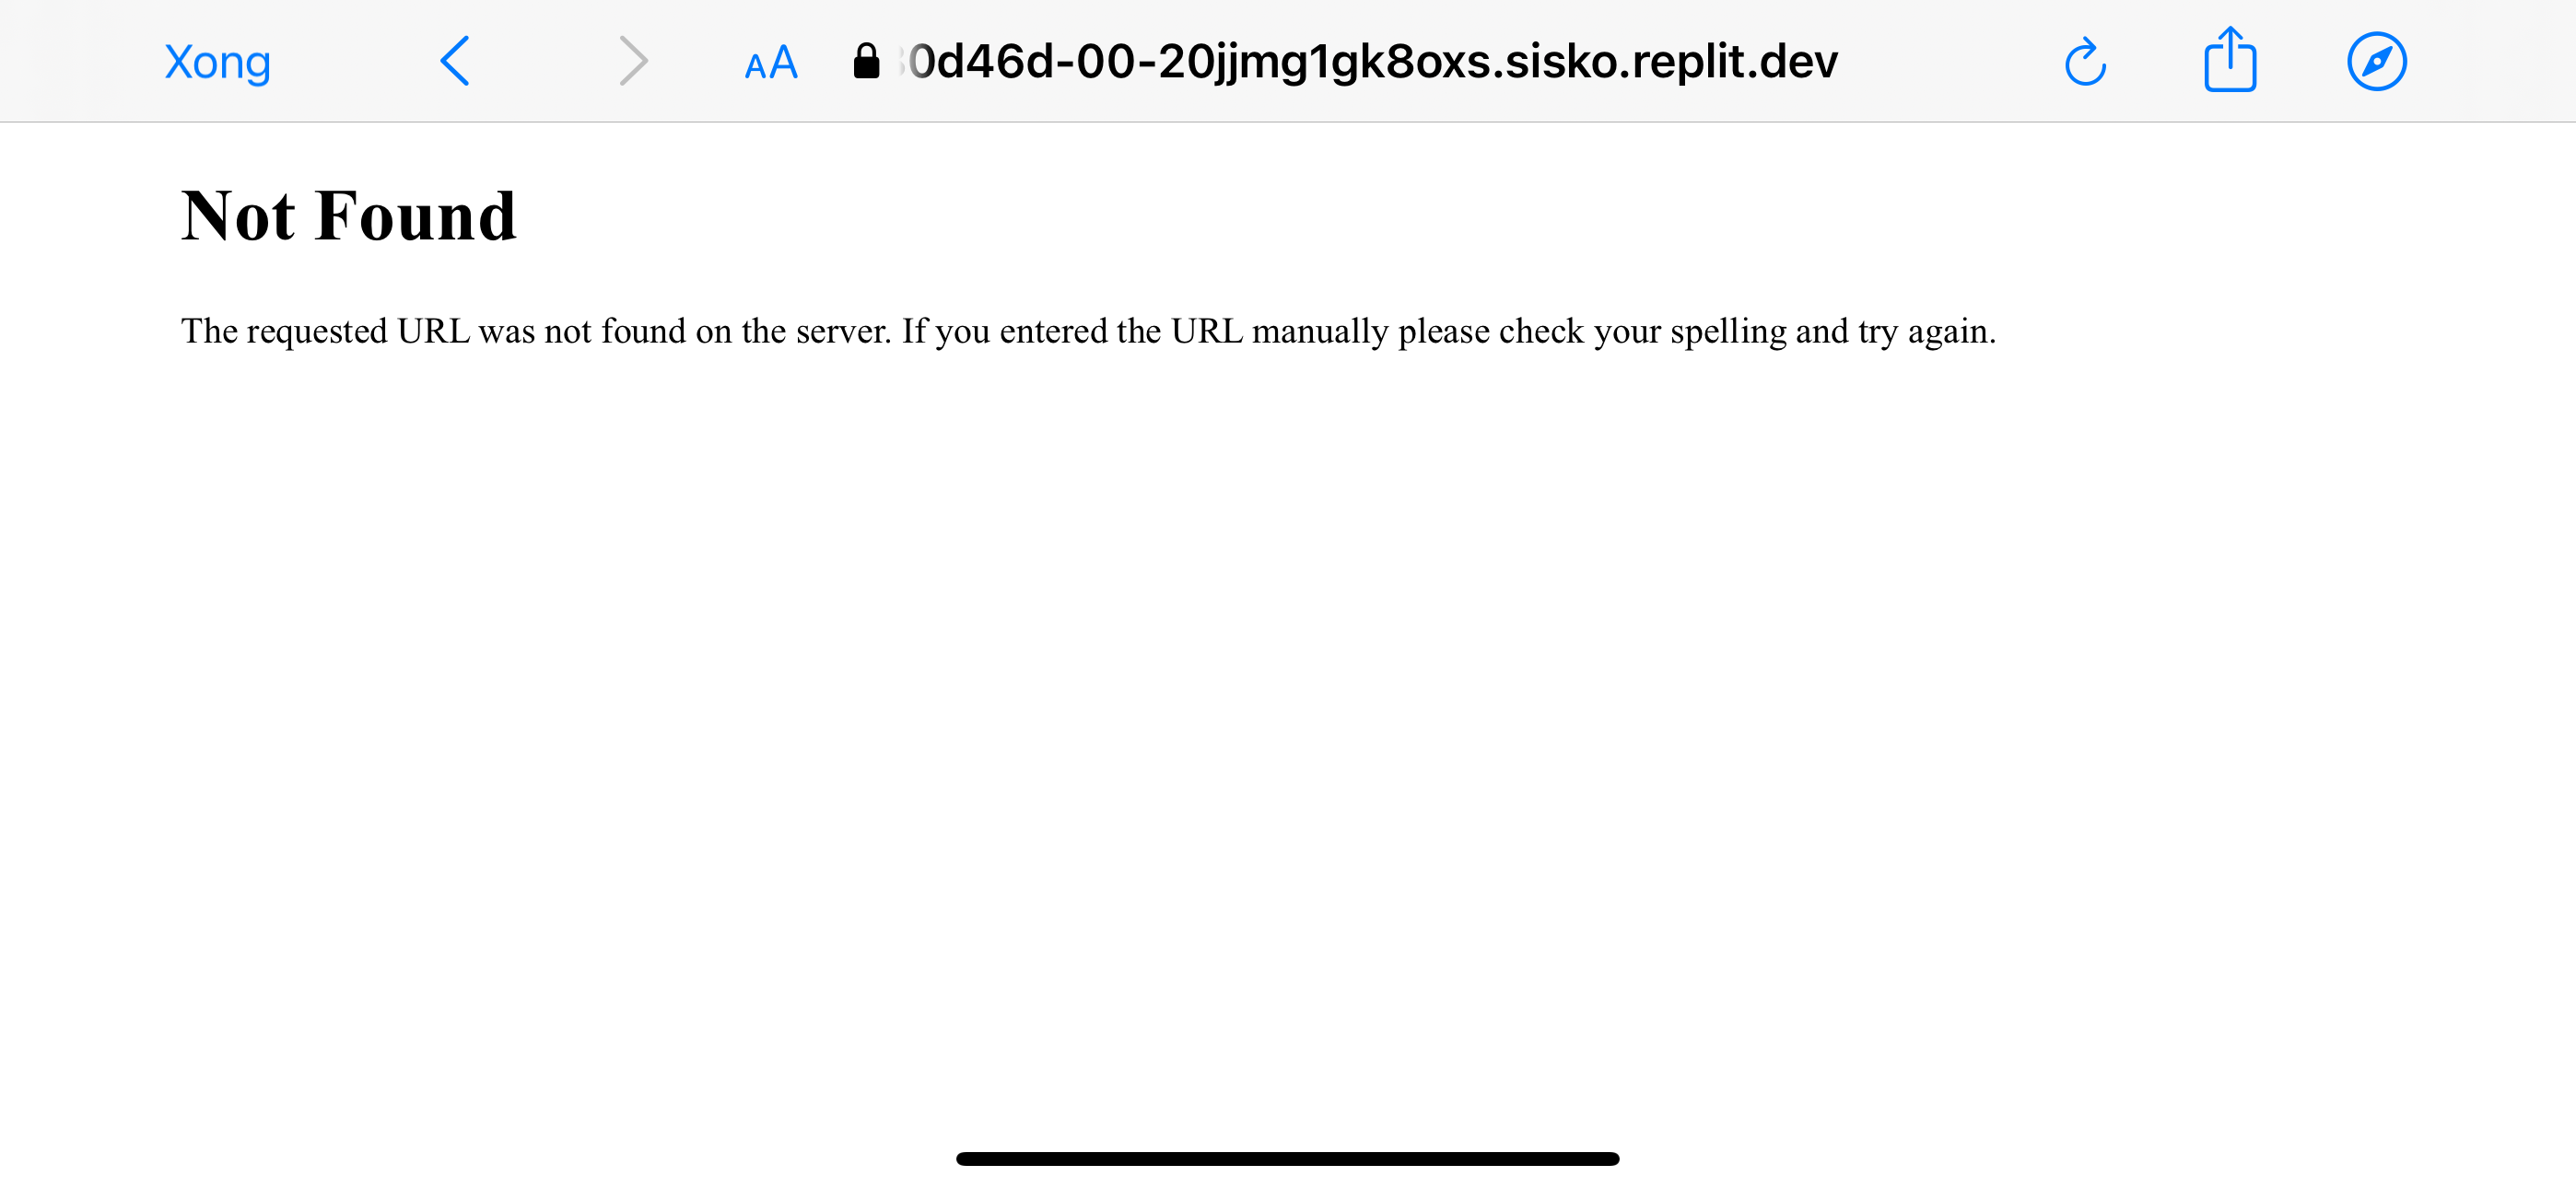 Xong
AA
0d46d-00-20jjmg1gk8oxs.sisko.replit.dev
Not Found
The requested URL was not found on the server. If you entered the URL manually please check your spelling and try again.